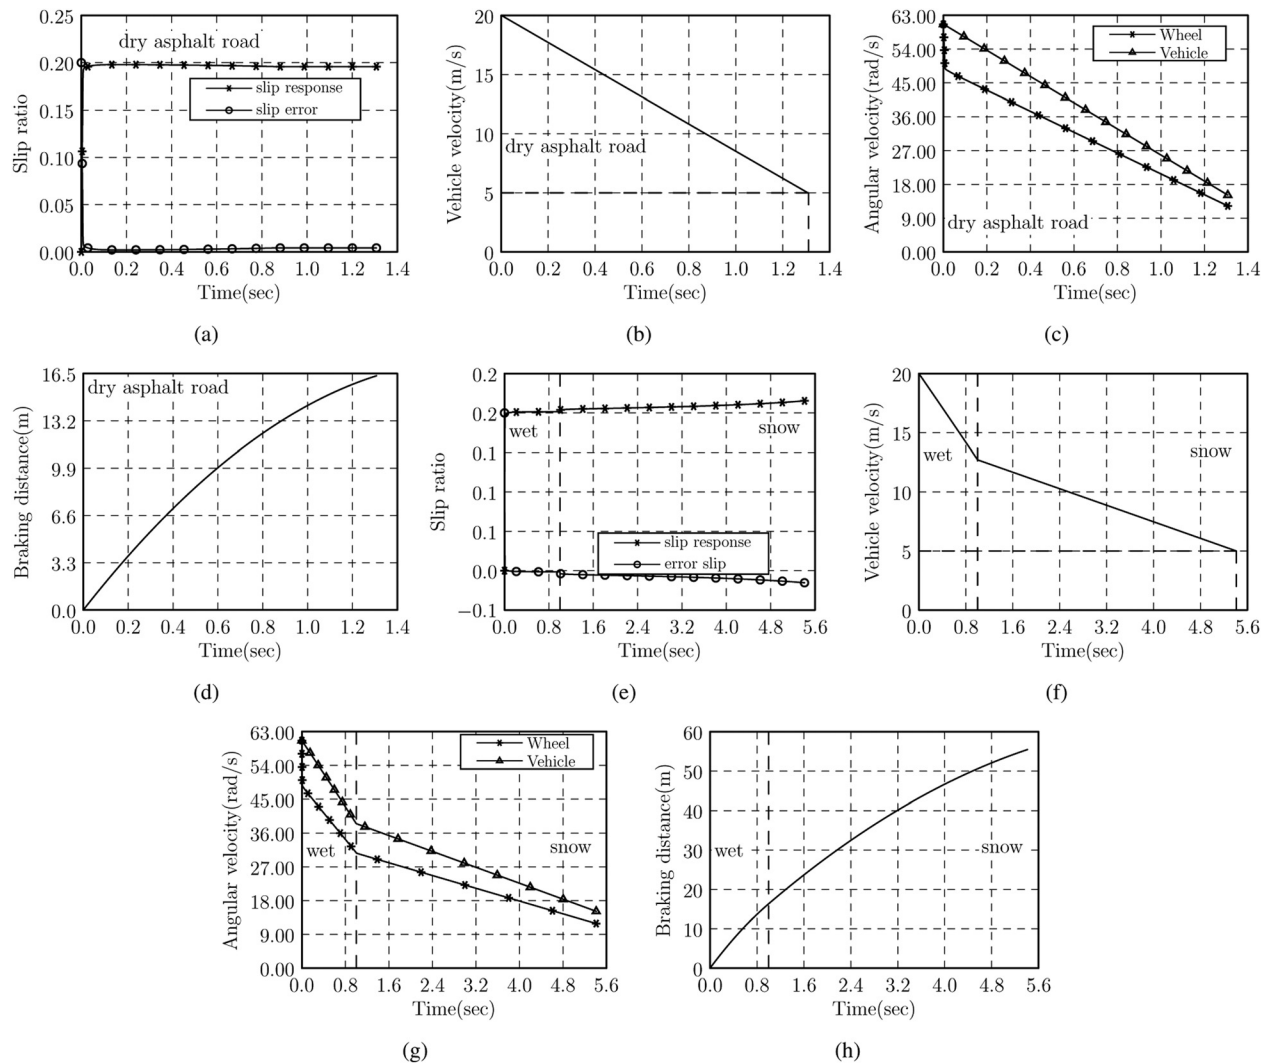 0.25
0.20
0.15
0.10
0.05
0.00
Slip ratio
dry asphalt road
slip response
slip error
0.0 0.2 0.4 0.6 0.8 1.0 1.2 1.4
Time(sec)
(a)
20
15
10
5
0
Vehicle velocity(m/s)
dry asphalt road
0.0 0.2 0.4 0.6 0.8 1.0 1.2 1.4
Time(sec)
(b)
63.00
54.00
45.00
36.00
27.00
18.00
9.00
0.00
Angular velocity(rad/s)
Wheel
Vehicle
dry asphalt road
0.0 0.2 0.4 0.6 0.8 1.0 1.2 1.4
Time(sec)
(c)
16.5
13.2
9.9
6.6
3.3
0.0
Braking distance(m)
dry asphalt road
0.0 0.2 0.4 0.6 0.8 1.0 1.2 1.4
Time(sec)
(d)
0.2
0.2
0.1
0.1
0.1
0.0
−0.1
Slip ratio
wet
snow
slip response
error slip
0.0 0.8 1.6 2.4 3.2 4.0 4.8 5.6
Time(sec)
(e)
20
15
10
5
0
Vehicle velocity(m/s)
wet
snow
0.0 0.8 1.6 2.4 3.2 4.0 4.8 5.6
Time(sec)
(f)
63.00
54.00
45.00
36.00
27.00
18.00
9.00
0.00
Angular velocity(rad/s)
Wheel
Vehicle
wet
snow
0.0 0.8 1.6 2.4 3.2 4.0 4.8 5.6
Time(sec)
(g)
60
50
40
30
20
10
0
Braking distance(m)
wet
snow
0.0 0.8 1.6 2.4 3.2 4.0 4.8 5.6
Time(sec)
(h)